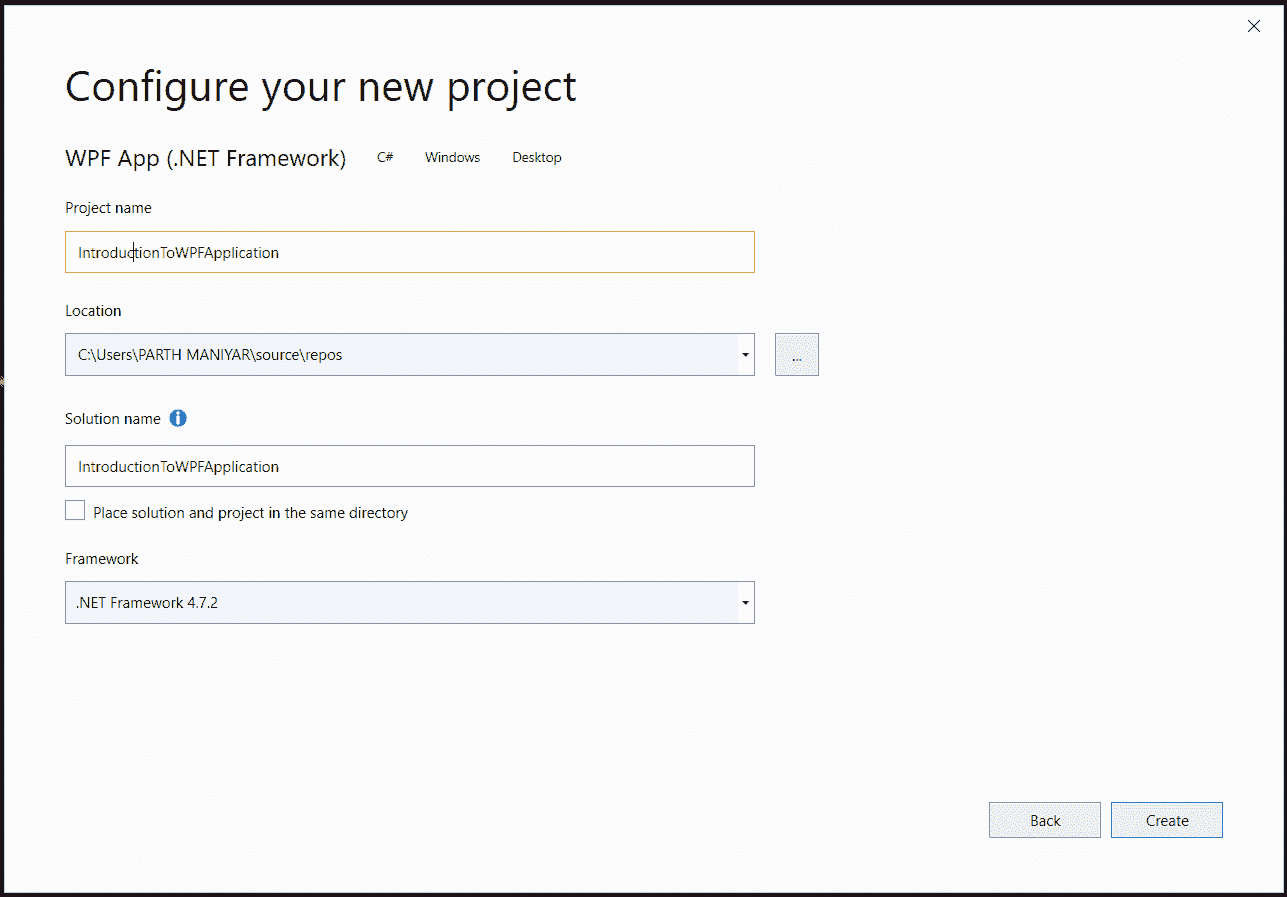 Configure your new project
WPF App (.NET Framework) C# Windows Desktop
Project name
IntroductionToWPFApplication
Location
C:\Users\PARTH MANIYAR\source\repos
...
Solution name
IntroductionToWPFApplication
Place solution and project in the same directory
Framework
.NET Framework 4.7.2
Back Create